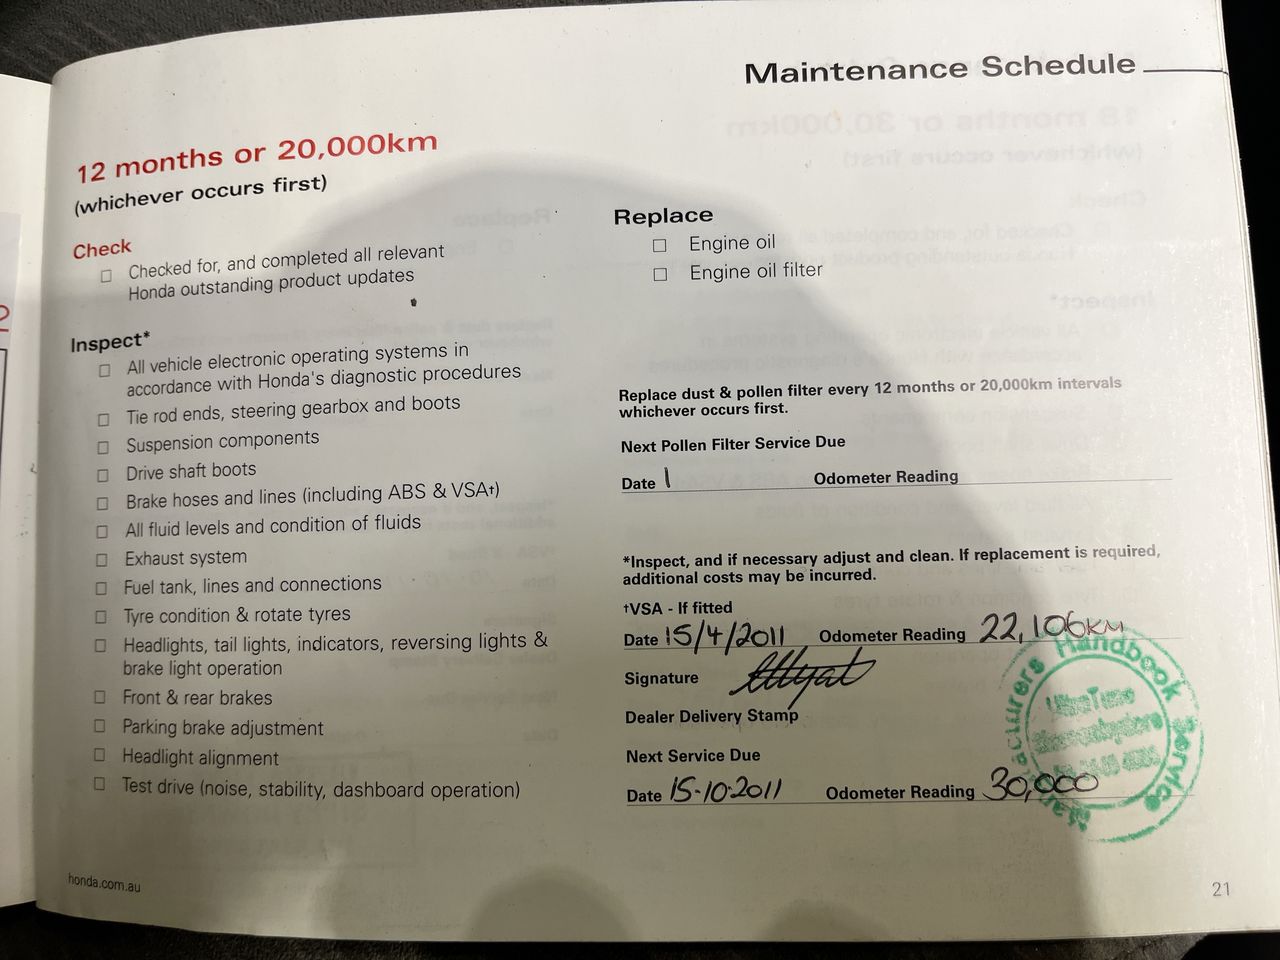 Maintenance Schedule
12 months or 20,000km
(whichever occurs first)
Check
☐ Checked for, and completed all relevant
Honda outstanding product updates
Inspect*
☐ All vehicle electronic operating systems in
accordance with Honda's diagnostic procedures
☐ Tie rod ends, steering gearbox and boots
☐ Suspension components
☐ Drive shaft boots
☐ Brake hoses and lines (including ABS & VSA†)
☐ All fluid levels and condition of fluids
☐ Exhaust system
☐ Fuel tank, lines and connections
☐ Tyre condition & rotate tyres
☐ Headlights, tail lights, indicators, reversing lights &
brake light operation
☐ Front & rear brakes
☐ Parking brake adjustment
☐ Headlight alignment
☐ Test drive (noise, stability, dashboard operation)
Replace
☐ Engine oil
☐ Engine oil filter
Replace dust & pollen filter every 12 months or 20,000km intervals
whichever occurs first.
Next Pollen Filter Service Due
Date Odometer Reading
*Inspect, and if necessary adjust and clean. If replacement is required,
additional costs may be incurred.
†VSA - If fitted
Date 15/4/2011 Odometer Reading 22,106KM
Signature
Dealer Delivery Stamp
Next Service Due
Date 15-10-2011 Odometer Reading 30,000
Handbook Service
honda.com.au
21